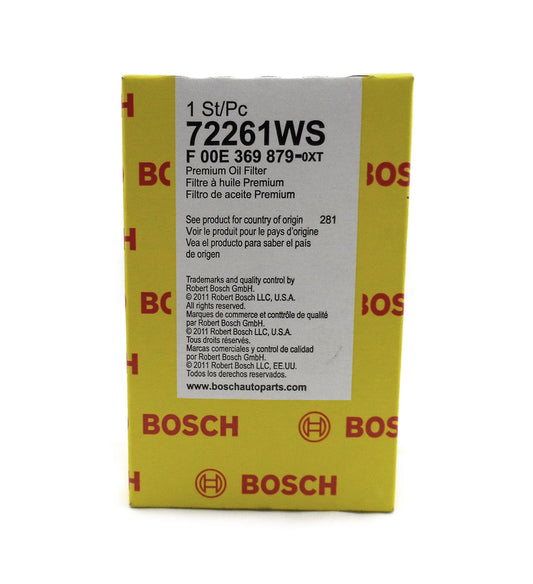 1 St/Pc
72261WS
F 00E 369 879-0XT
Premium Oil Filter
Filtre à huile Premium
Filtro de aceite Premium
See product for country of origin 281
Voir le produit pour le pays d'origine
Vea el producto para saber el país
de origen
Trademarks and quality control by
Robert Bosch GmbH.
© 2011 Robert Bosch LLC, U.S.A.
All rights reserved.
Marques de commerce et contrôle de qualité
par Robert Bosch GmbH.
© 2011 Robert Bosch LLC, U.S.A.
Tous droits réservés.
Marcas comerciales y control de calidad
por Robert Bosch GmbH.
© 2011 Robert Bosch LLC, EE.UU.
Todos los derechos reservados.
www.boschautoparts.com
BC
BOSCH
BO
OSCH
BOSCH
BOS
BOSCH